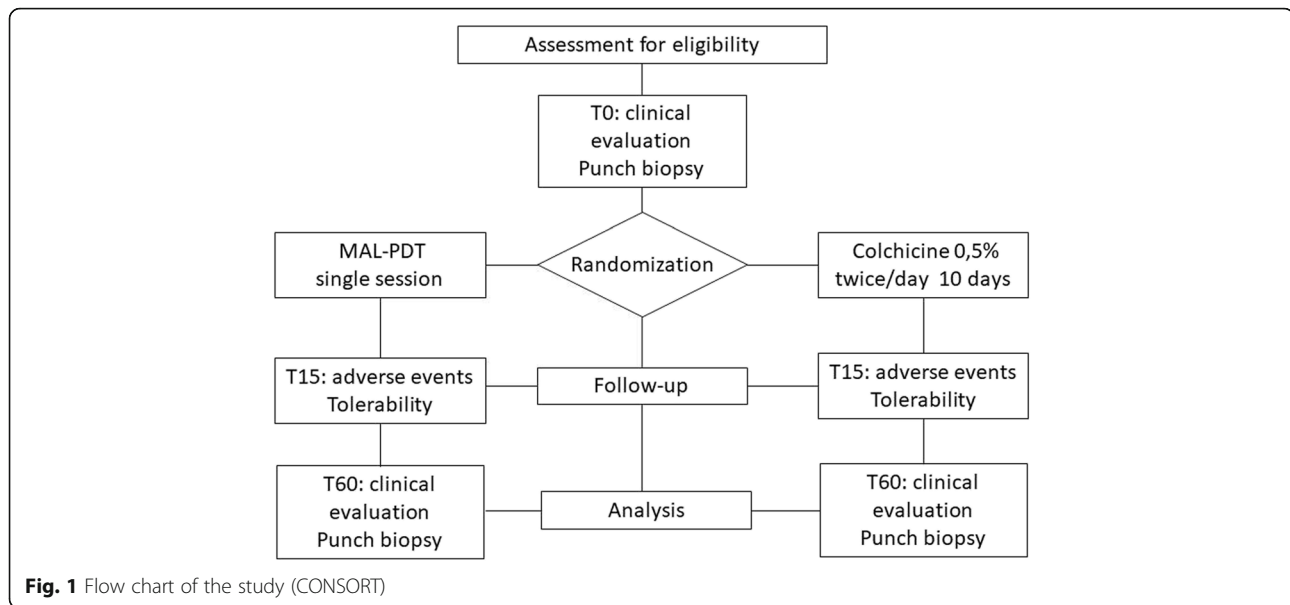 Assessment for eligibility
T0: clinical
evaluation
Punch biopsy
MAL-PDT
single session
Randomization
Colchicine 0,5%
twice/day 10 days
T15: adverse events
Tolerability
Follow-up
T15: adverse events
Tolerability
T60: clinical
evaluation
Punch biopsy
Analysis
T60: clinical
evaluation
Punch biopsy
Fig. 1 Flow chart of the study (CONSORT)